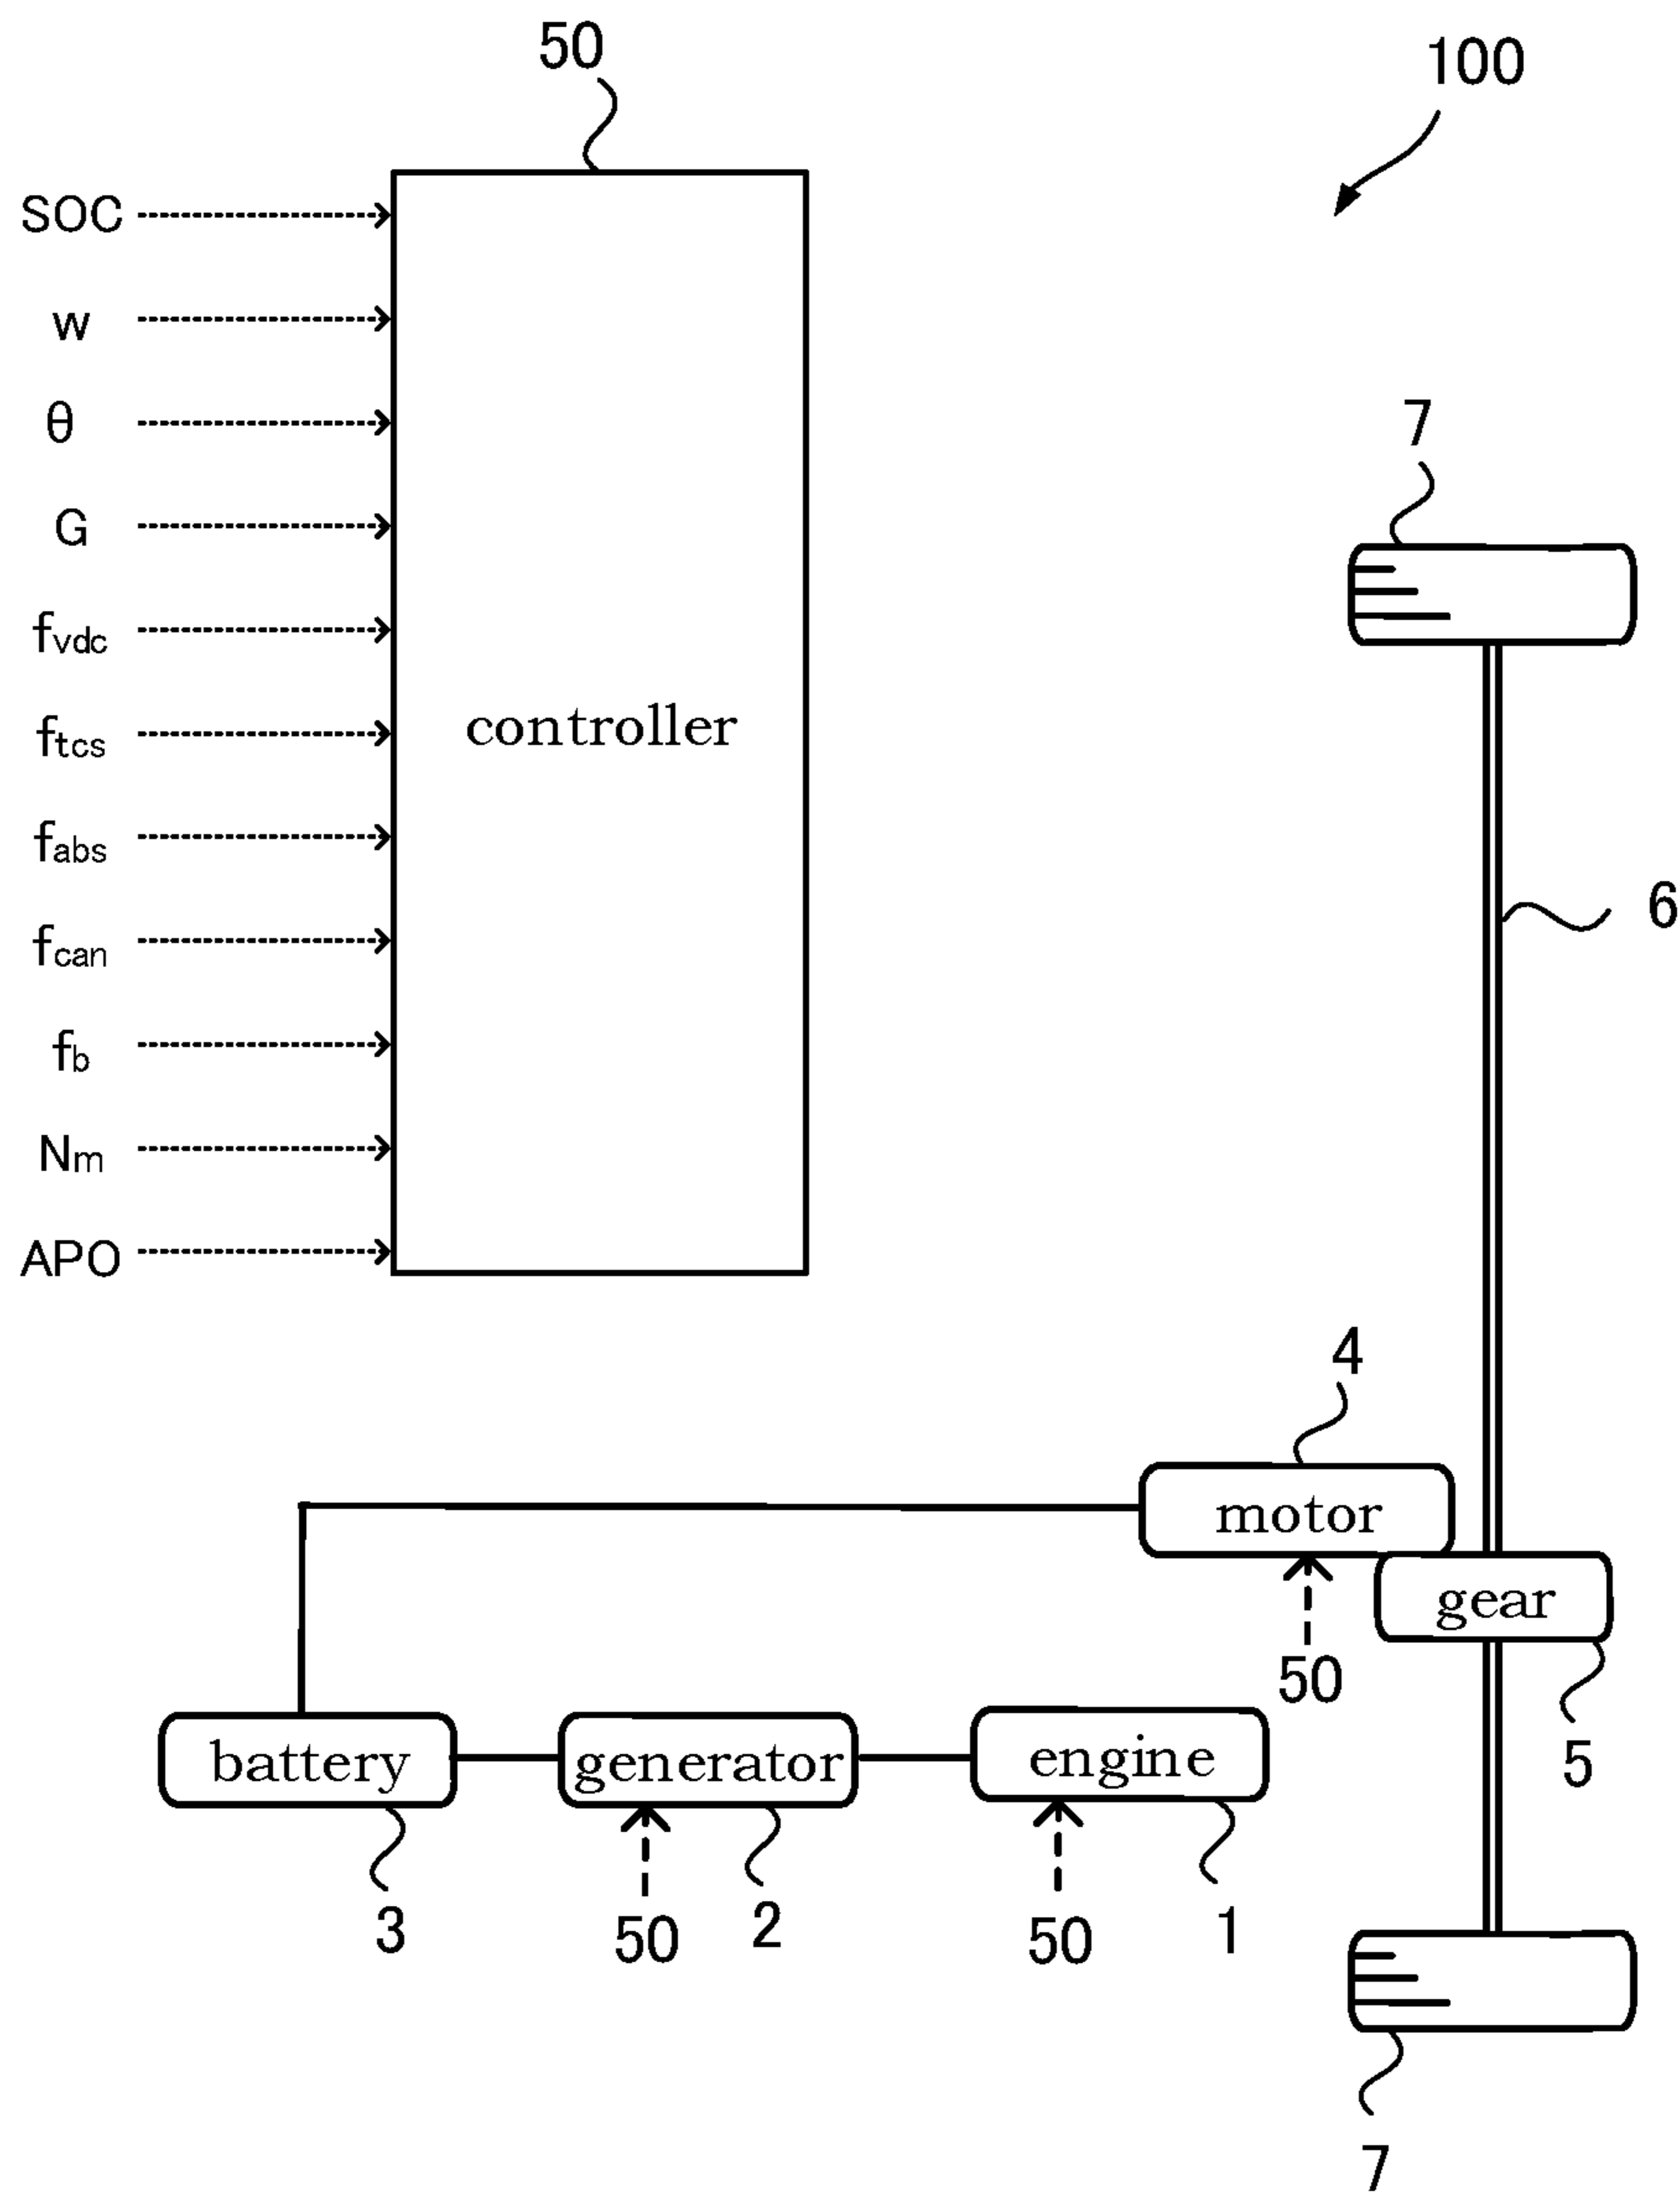 50
100
SOC
w
θ
G
fvdc
ftcs
fabs
fcan
fb
Nm
APO
controller
7
6
4
motor
gear
50
5
battery
generator
engine
3
50
2
50
1
7